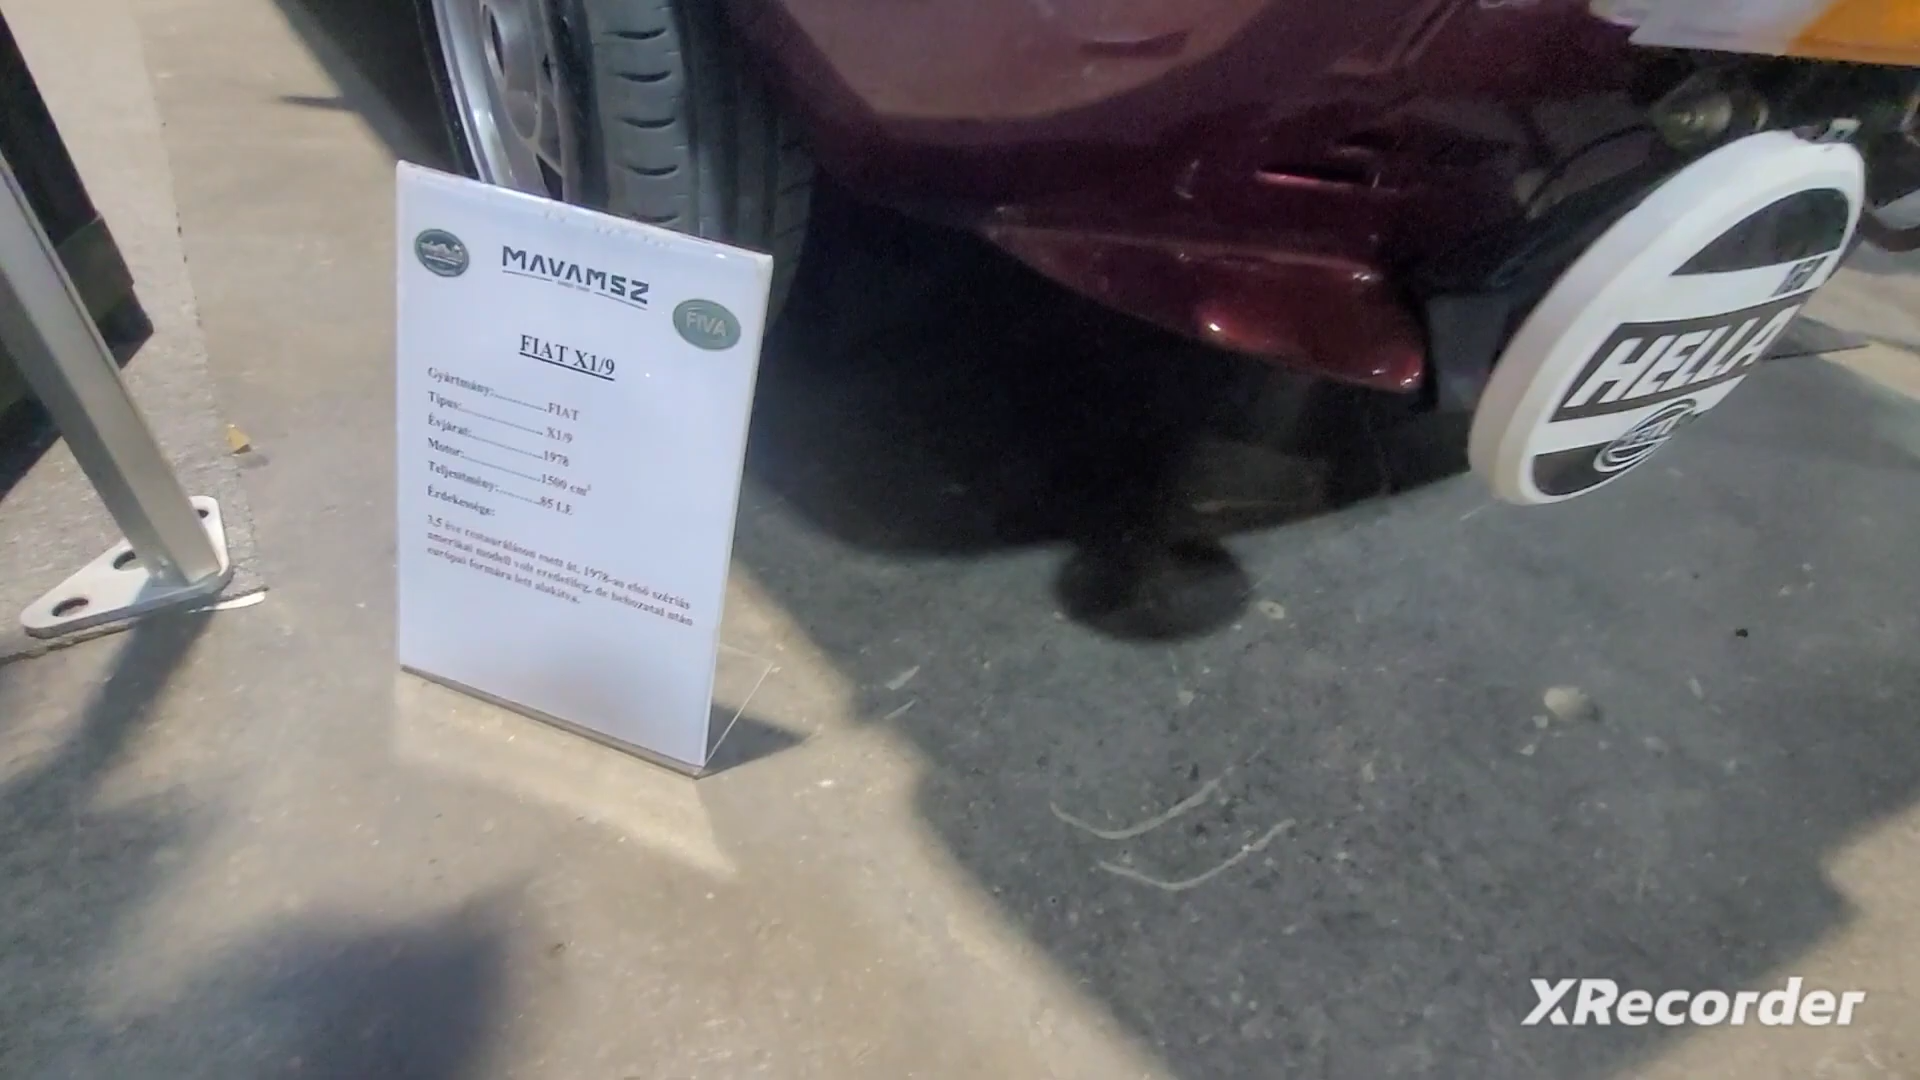 MAVAMSZ
FIVA
FIAT X1/9
Gyártmány:...............FIAT
Típus:......................X1/9
Évjárat:...................1978
Motor:.....................1500 cm³
Teljesítmény:..........85 LE
Érdekessége:
3,5 éve restauráláson esett át, 1978-as első szériás
amerikai modell volt eredetileg, de behozatal után
európai formára lett alakítva.
HELLA
XRecorder